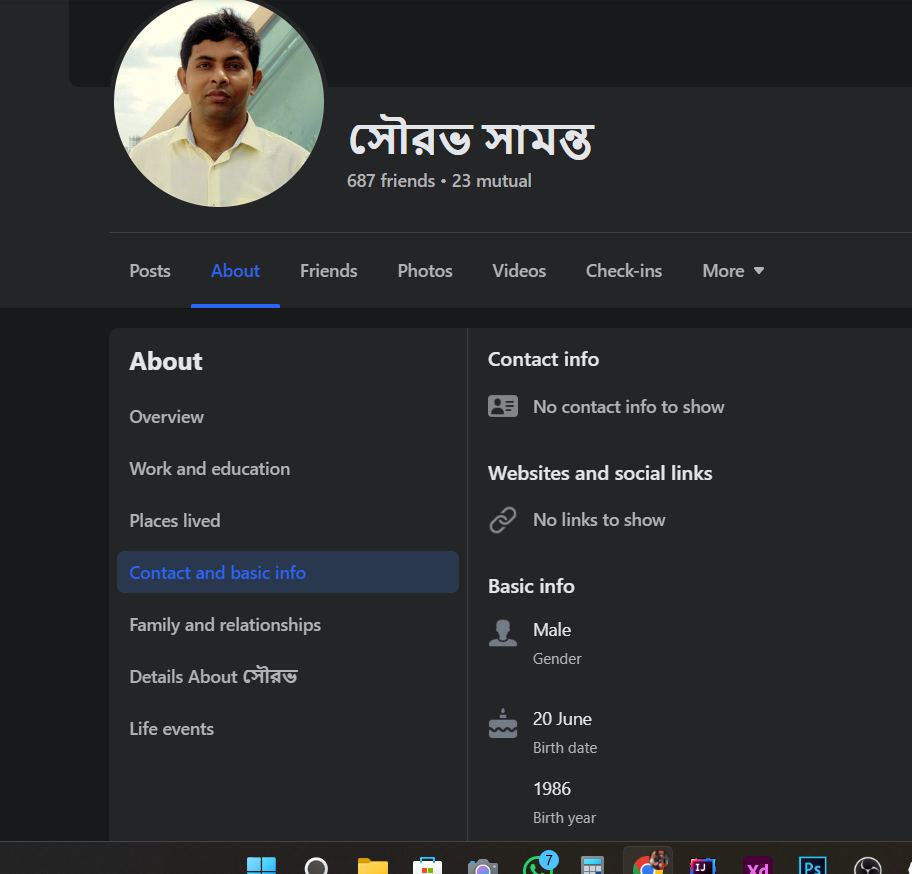 সৌরভ সামন্ত
687 friends • 23 mutual
Posts About Friends Photos Videos Check-ins More
About
Overview
Work and education
Places lived
Contact and basic info
Family and relationships
Details About সৌরভ
Life events
Contact info
No contact info to show
Websites and social links
No links to show
Basic info
Male
Gender
20 June
Birth date
1986
Birth year
7
IJ
Xd
Ps